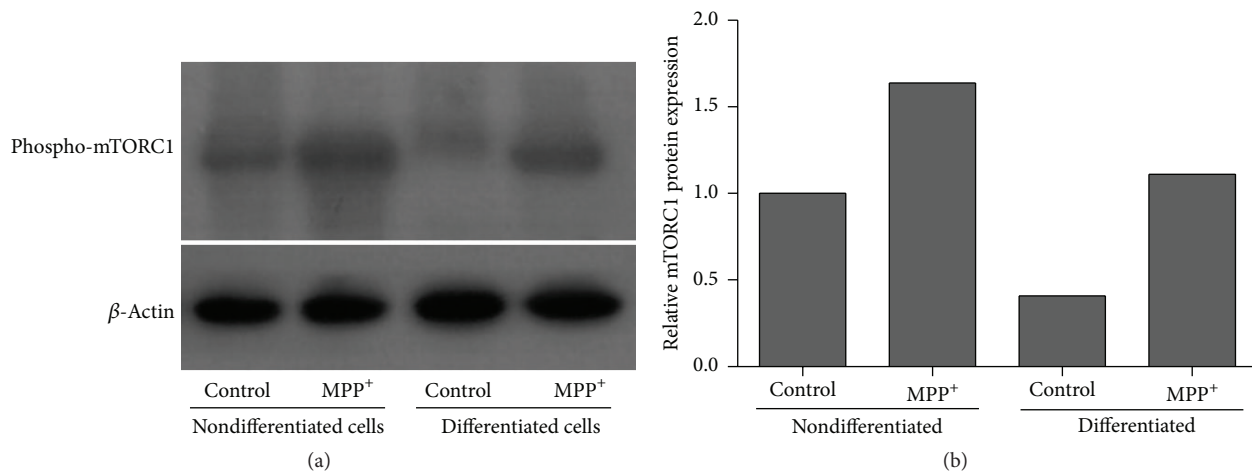 Phospho-mTORC1
β-Actin
Control MPP+ Control MPP+
Nondifferentiated cells Differentiated cells
(a)
Relative mTORC1 protein expression
2.0
1.5
1.0
0.5
0.0
Control MPP+ Control MPP+
Nondifferentiated Differentiated
(b)